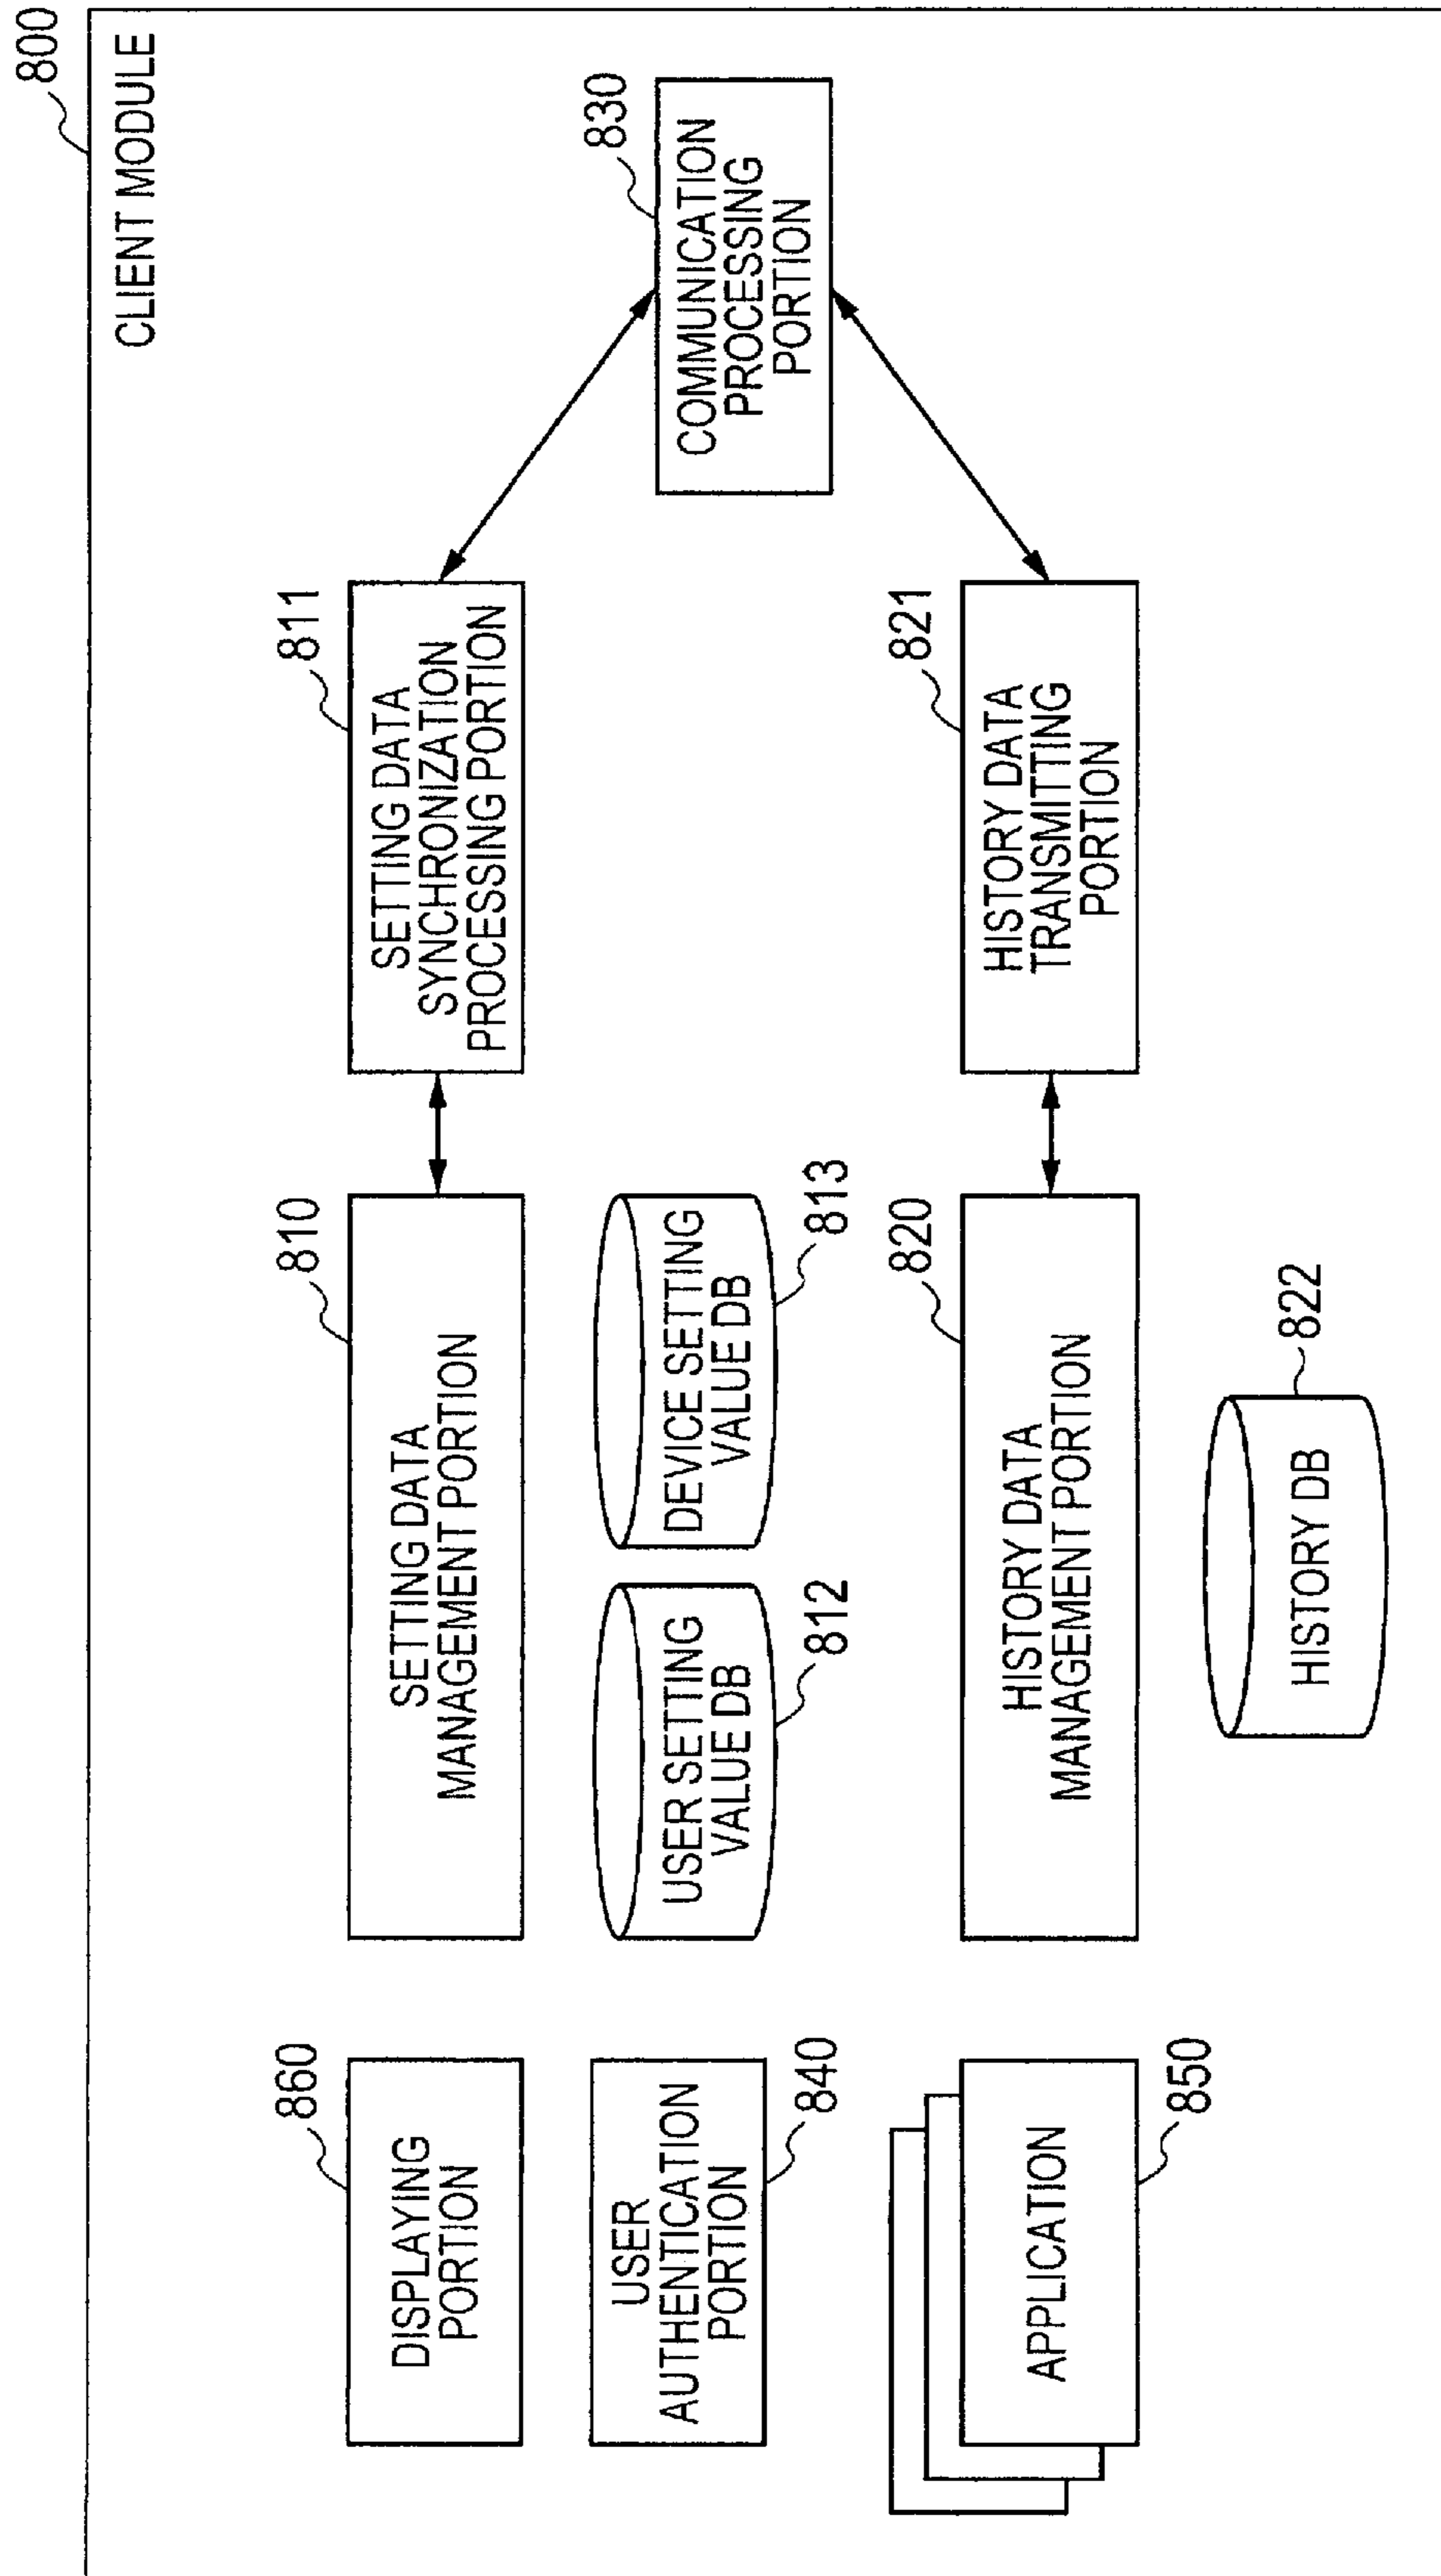 800
CLIENT MODULE
860
DISPLAYING
PORTION
810
SETTING DATA
MANAGEMENT PORTION
811
SETTING DATA
SYNCHRONIZATION
PROCESSING PORTION
830
COMMUNICATION
PROCESSING
PORTION
USER
AUTHENTICATION
PORTION
840
USER SETTING
VALUE DB
812
DEVICE SETTING
VALUE DB
813
APPLICATION
850
820
HISTORY DATA
MANAGEMENT PORTION
821
HISTORY DATA
TRANSMITTING
PORTION
822
HISTORY DB